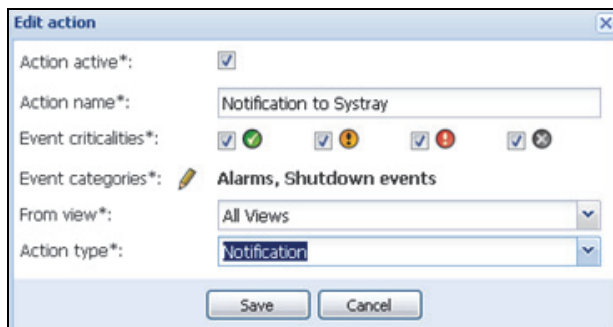 Edit action
Action active*:
Action name*: Notification to Systray
Event criticalities*:
Event categories*: Alarms, Shutdown events
From view*: All Views
Action type*: Notification
Save Cancel